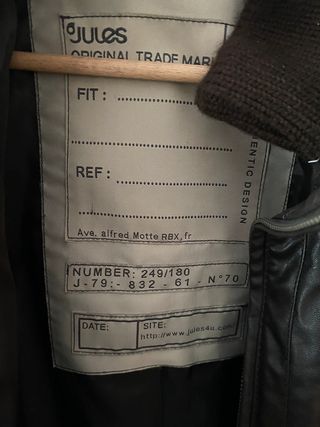 Jules
ORIGINAL TRADE MAR
FIT :
REF :
ENTIC DESIGN
Ave. alfred Motte RBX, fr
NUMBER: 249/180
J-79:- 832 - 61 - N°70
DATE:
SITE:
http://www.jules4u.com/